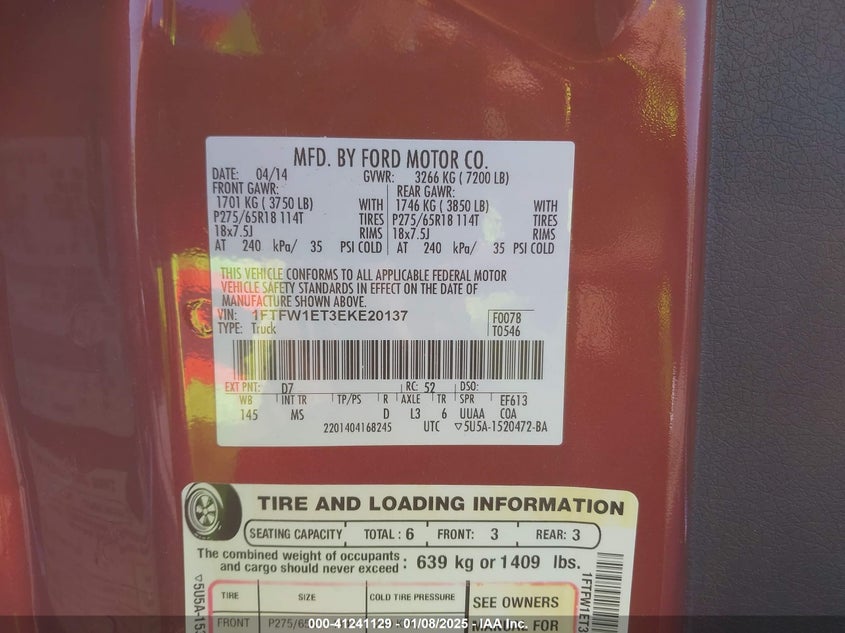 MFD. BY FORD MOTOR CO.
DATE: 04/14 GVWR: 3266 KG ( 7200 LB)
FRONT GAWR: REAR GAWR:
1701 KG ( 3750 LB) WITH 1746 KG ( 3850 LB) WITH
P275/65R18 114T TIRES P275/65R18 114T TIRES
18x7.5J RIMS 18x7.5J RIMS
AT 240 kPa/ 35 PSI COLD AT 240 kPa/ 35 PSI COLD
THIS VEHICLE CONFORMS TO ALL APPLICABLE FEDERAL MOTOR
VEHICLE SAFETY STANDARDS IN EFFECT ON THE DATE OF
MANUFACTURE SHOWN ABOVE.
VIN: 1FTFW1ET3EKE20137 F0078
TYPE: Truck T0546
EXT PNT: D7 RC: 52 DSO:
WB INT TR TP/PS R AXLE TR SPR EF613
145 MS D L3 6 UUAA COA
2201404168245 UTC ▽5U5A-1520472-BA
TIRE AND LOADING INFORMATION
SEATING CAPACITY TOTAL : 6 FRONT: 3 REAR: 3
The combined weight of occupants
and cargo should never exceed : 639 kg or 1409 lbs.
TIRE SIZE COLD TIRE PRESSURE SEE OWNERS
FRONT P275/65 MANUAL FOR
▽5U5A-153
1FTFW1ET3
000-41241129 - 01/08/2025 - IAA Inc.